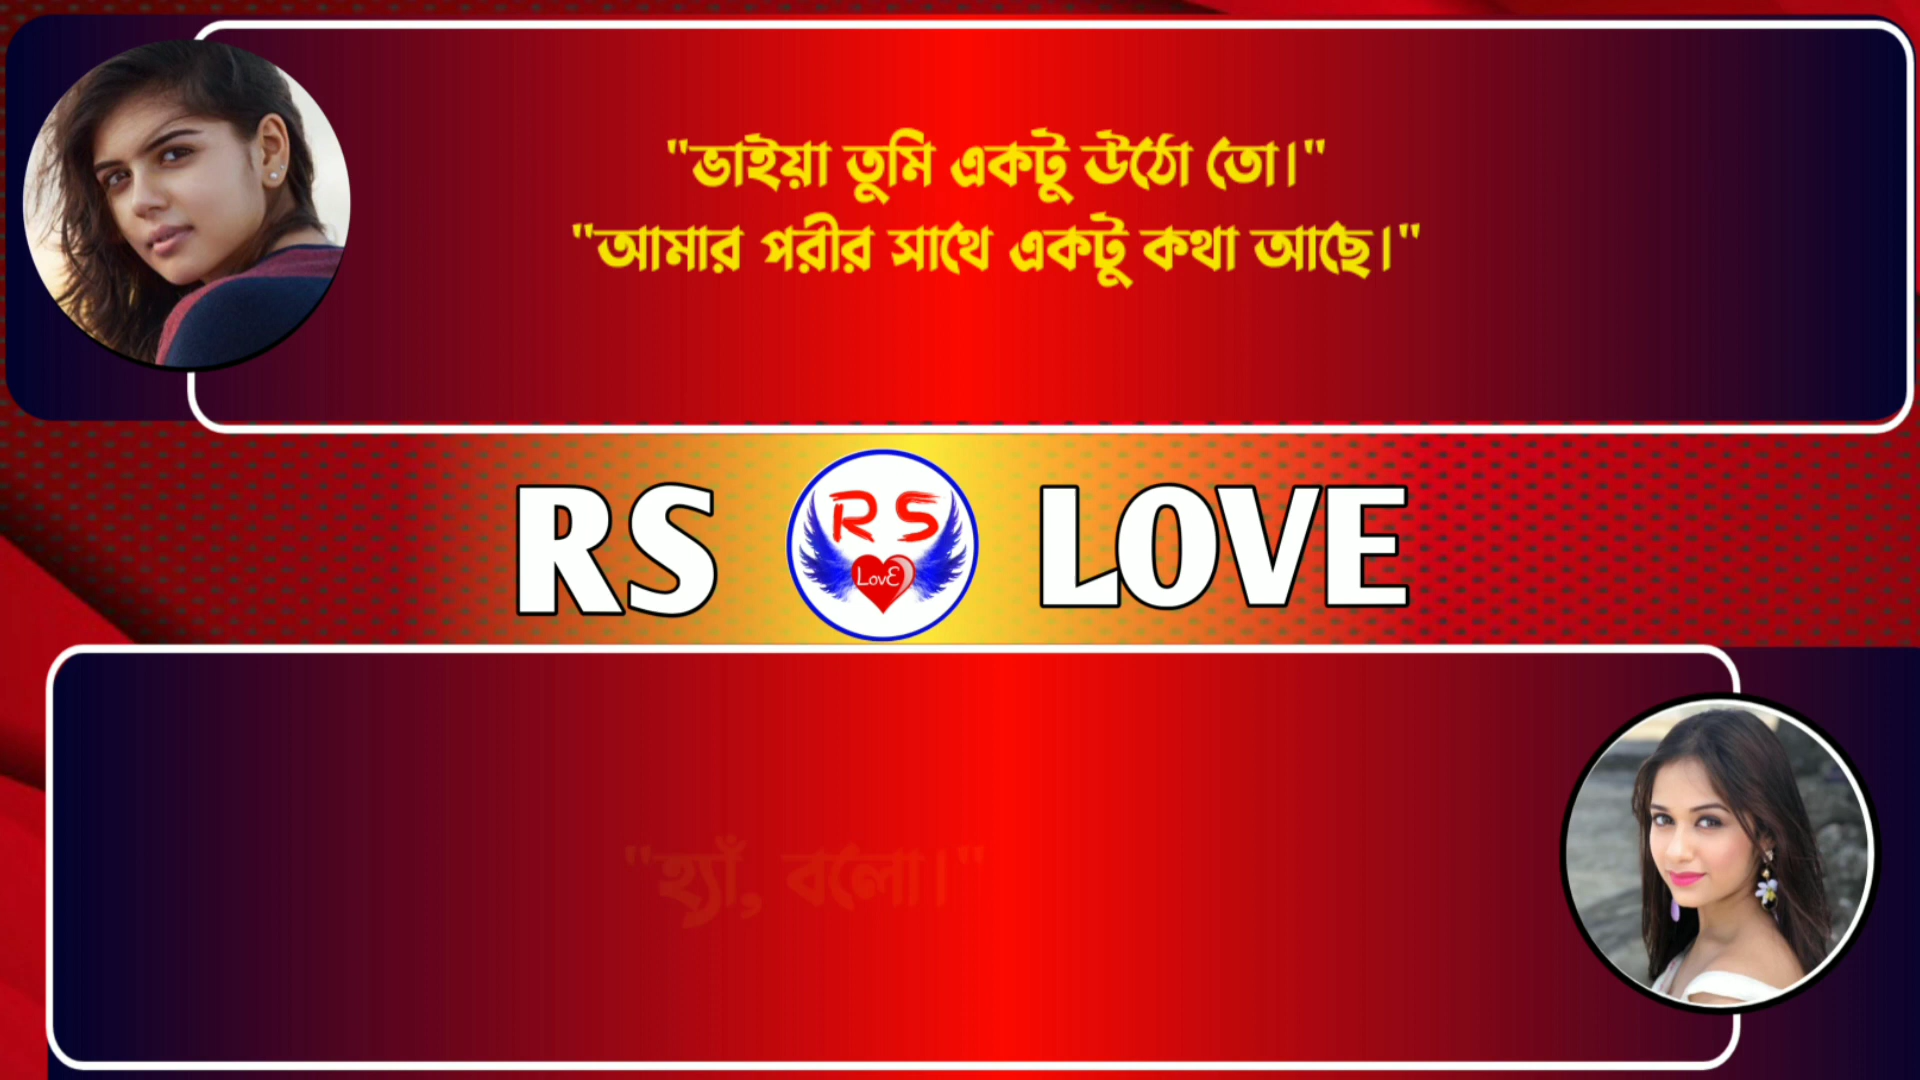 "ভাইয়া তুমি একটু উঠো তো।"
"আমার পরীর সাথে একটু কথা আছে।"
RS LOVE
RS
LovE
"হ্যাঁ, বলো।"